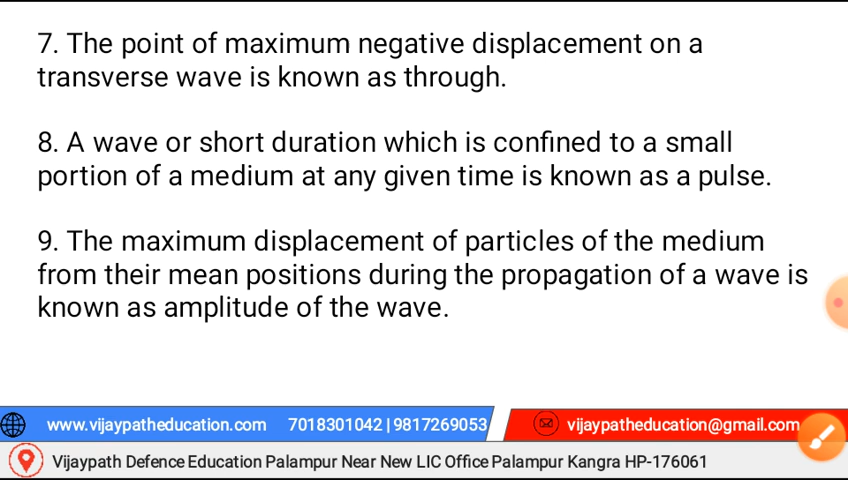 7. The point of maximum negative displacement on a
transverse wave is known as through.
8. A wave or short duration which is confined to a small
portion of a medium at any given time is known as a pulse.
9. The maximum displacement of particles of the medium
from their mean positions during the propagation of a wave is
known as amplitude of the wave.
www.vijaypatheducation.com 7018301042 | 9817269053 vijaypatheducation@gmail.com
Vijaypath Defence Education Palampur Near New LIC Office Palampur Kangra HP-176061